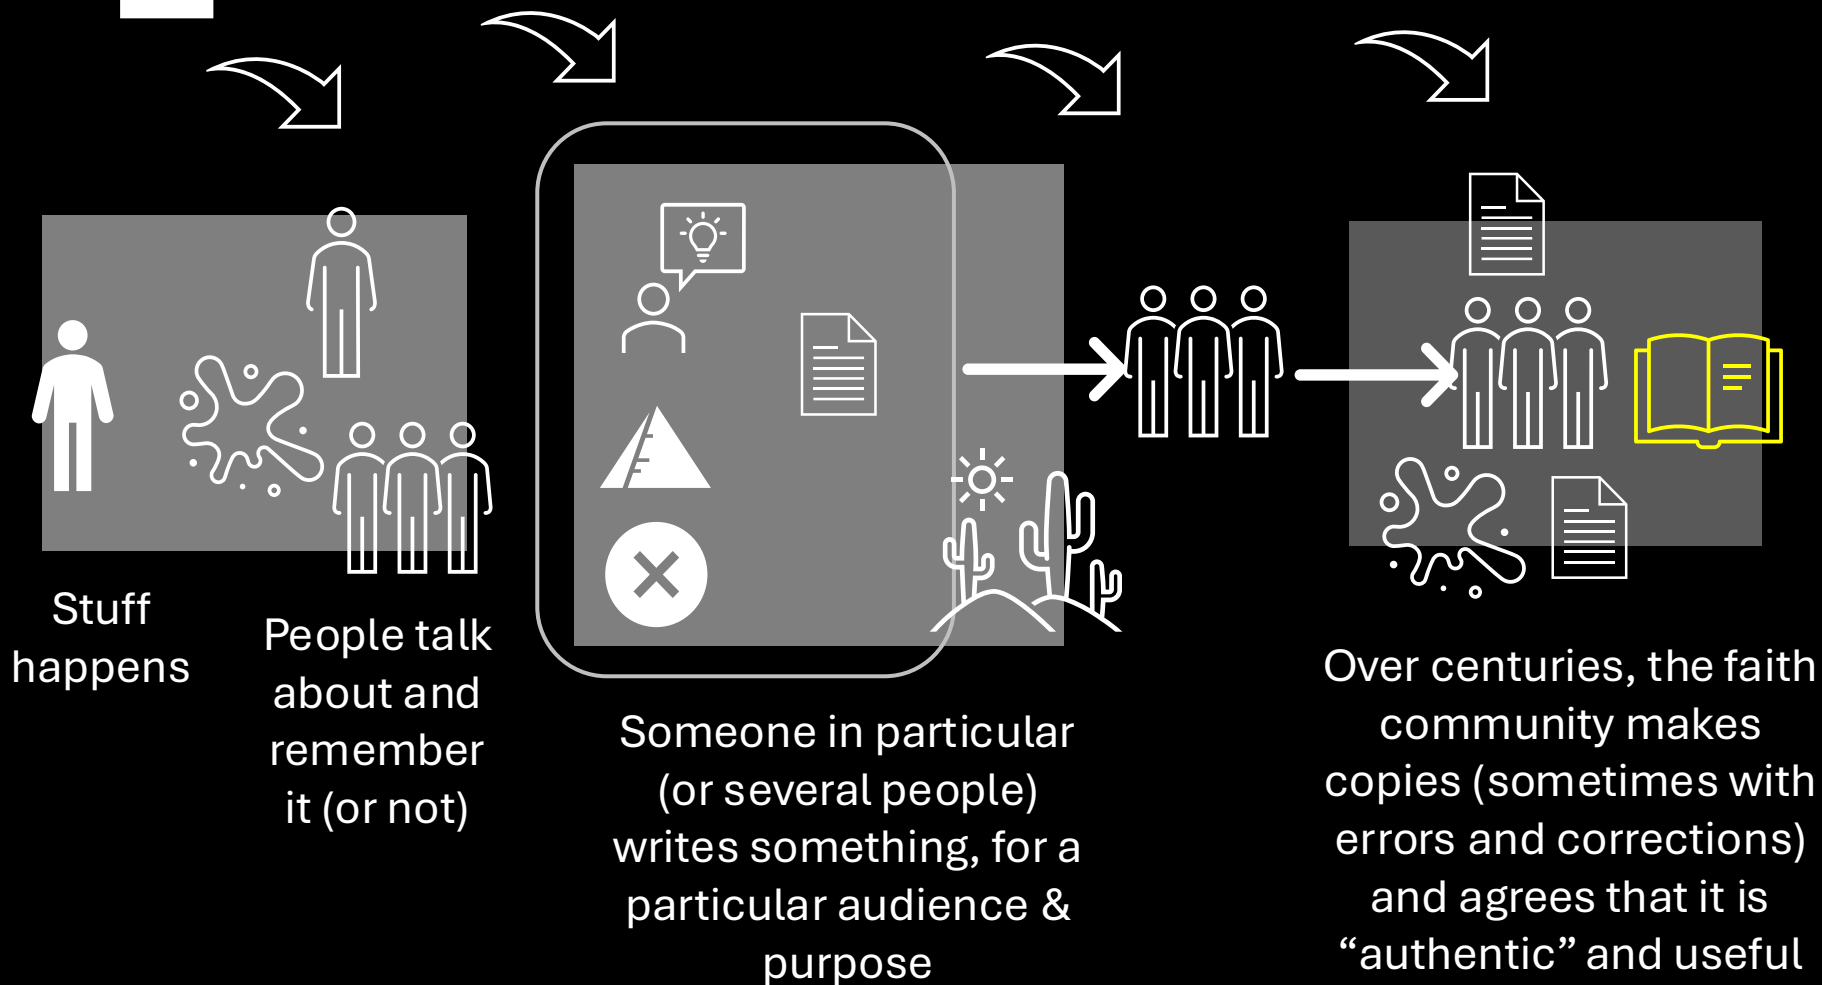 Stuff
happens
People talk
about and
remember
it (or not)
Someone in particular
(or several people)
writes something, for a
particular audience &
purpose
Over centuries, the faith
community makes
copies (sometimes with
errors and corrections)
and agrees that it is
“authentic” and useful